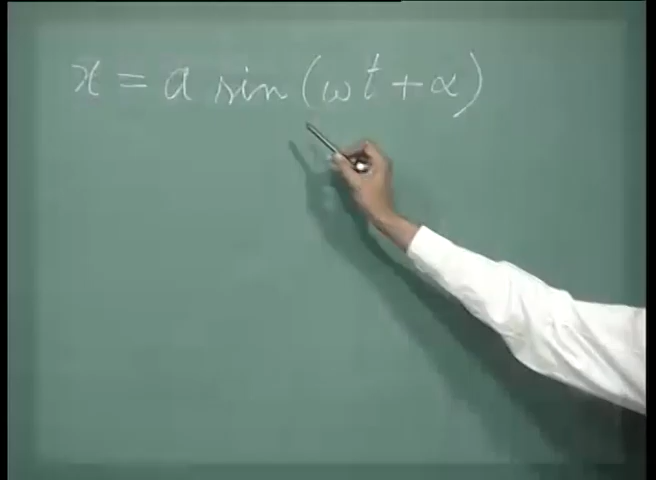 x = a sin (ωt + α)